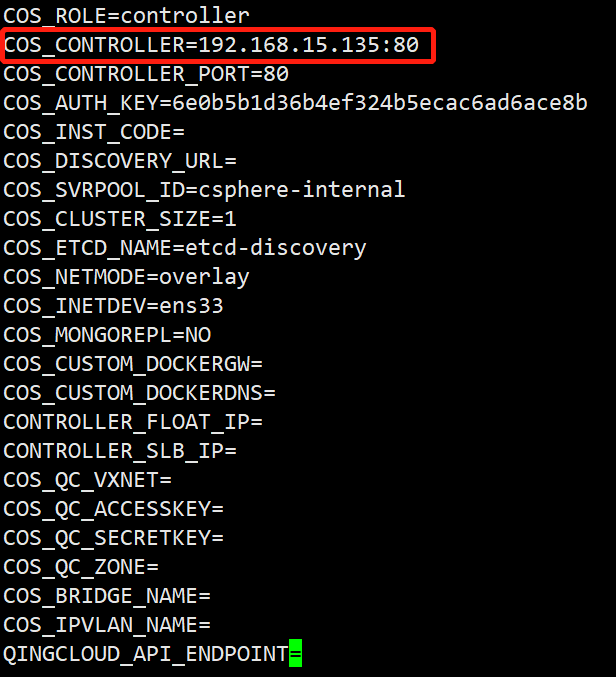 COS_ROLE=controller
COS_CONTROLLER=192.168.15.135:80
COS_CONTROLLER_PORT=80
COS_AUTH_KEY=6e0b5b1d36b4ef324b5ecac6ad6ace8b
COS_INST_CODE=
COS_DISCOVERY_URL=
COS_SVRPOOL_ID=csphere-internal
COS_CLUSTER_SIZE=1
COS_ETCD_NAME=etcd-discovery
COS_NETMODE=overlay
COS_INETDEV=ens33
COS_MONGOREPL=NO
COS_CUSTOM_DOCKERGW=
COS_CUSTOM_DOCKERDNS=
CONTROLLER_FLOAT_IP=
CONTROLLER_SLB_IP=
COS_QC_VXNET=
COS_QC_ACCESSKEY=
COS_QC_SECRETKEY=
COS_QC_ZONE=
COS_BRIDGE_NAME=
COS_IPVLAN_NAME=
QINGCLOUD_API_ENDPOINT=